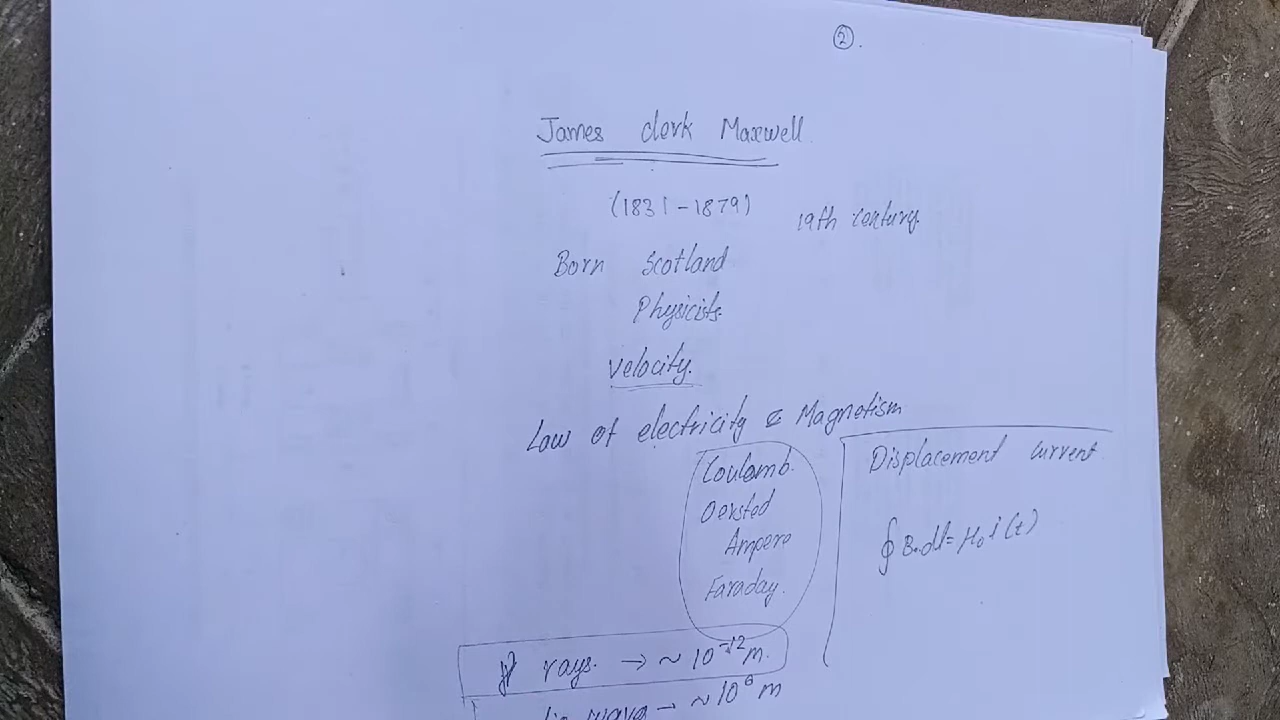 ②.
James clerk Maxwell
(1831-1879) 19th century
Born Scotland
Physicists
Velocity.
Law of electricity & Magnetism
Coulomb.
Oersted
Ampere
Faraday.
Displacement current
∮B.dl=μ₀i(t)
rays. → ~ 10⁻¹² m.
wave → ~ 10⁶ m